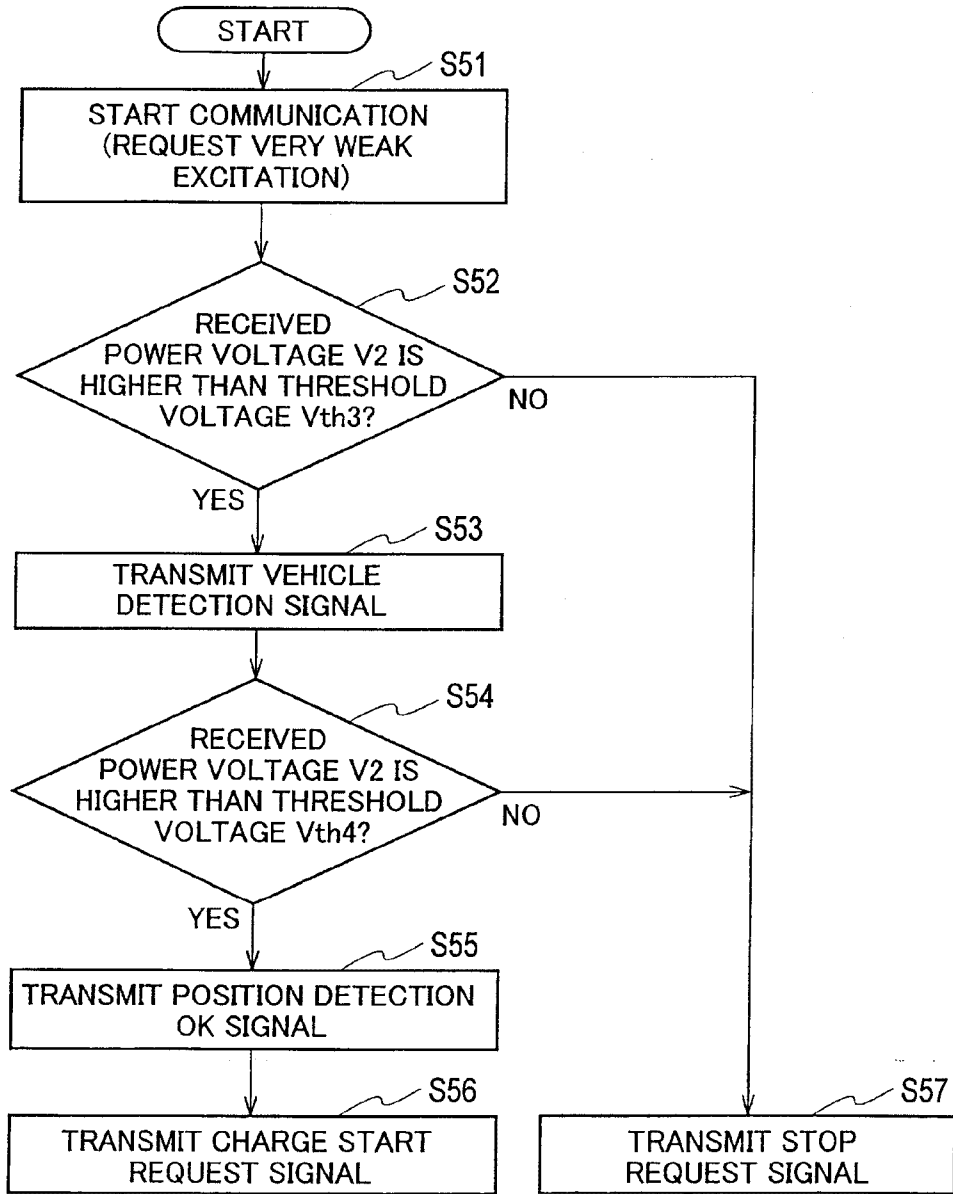 START
S51
START COMMUNICATION
(REQUEST VERY WEAK
EXCITATION)
S52
RECEIVED
POWER VOLTAGE V2 IS
HIGHER THAN THRESHOLD
VOLTAGE Vth3?
NO
YES
S53
TRANSMIT VEHICLE
DETECTION SIGNAL
S54
RECEIVED
POWER VOLTAGE V2 IS
HIGHER THAN THRESHOLD
VOLTAGE Vth4?
NO
YES
S55
TRANSMIT POSITION DETECTION
OK SIGNAL
S56
TRANSMIT CHARGE START
REQUEST SIGNAL
S57
TRANSMIT STOP
REQUEST SIGNAL